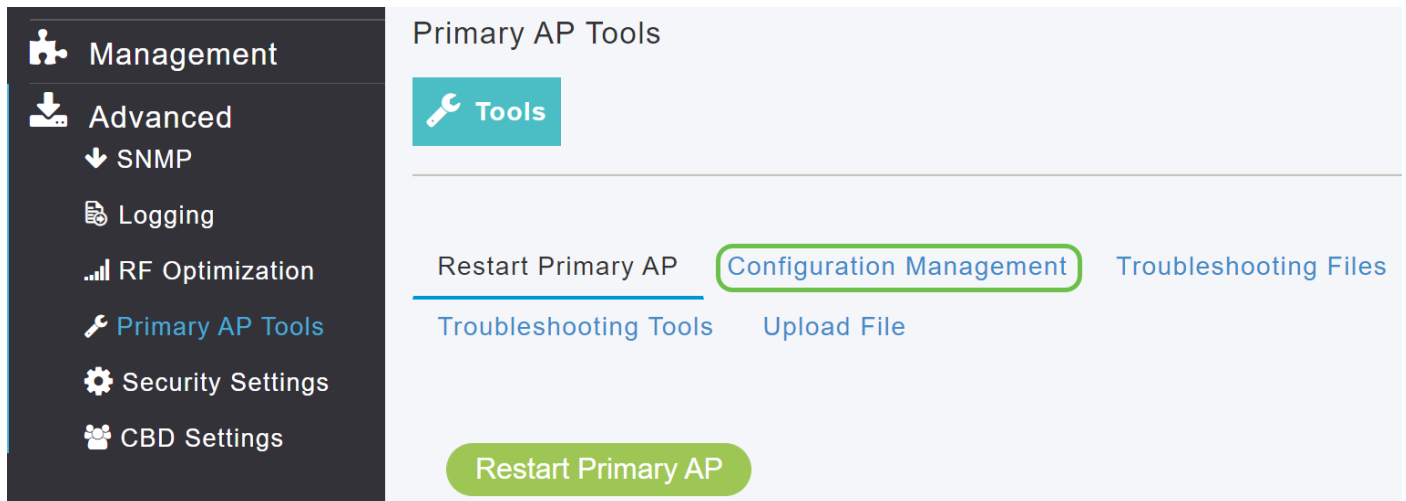 Management
Advanced
SNMP
Logging
RF Optimization
Primary AP Tools
Security Settings
CBD Settings
Primary AP Tools
Tools
Restart Primary AP Configuration Management Troubleshooting Files
Troubleshooting Tools Upload File
Restart Primary AP